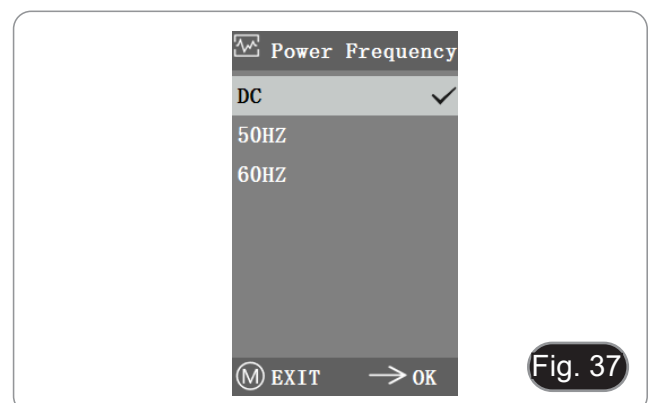 Power Frequency
DC
50HZ
60HZ
M EXIT → OK
Fig. 37